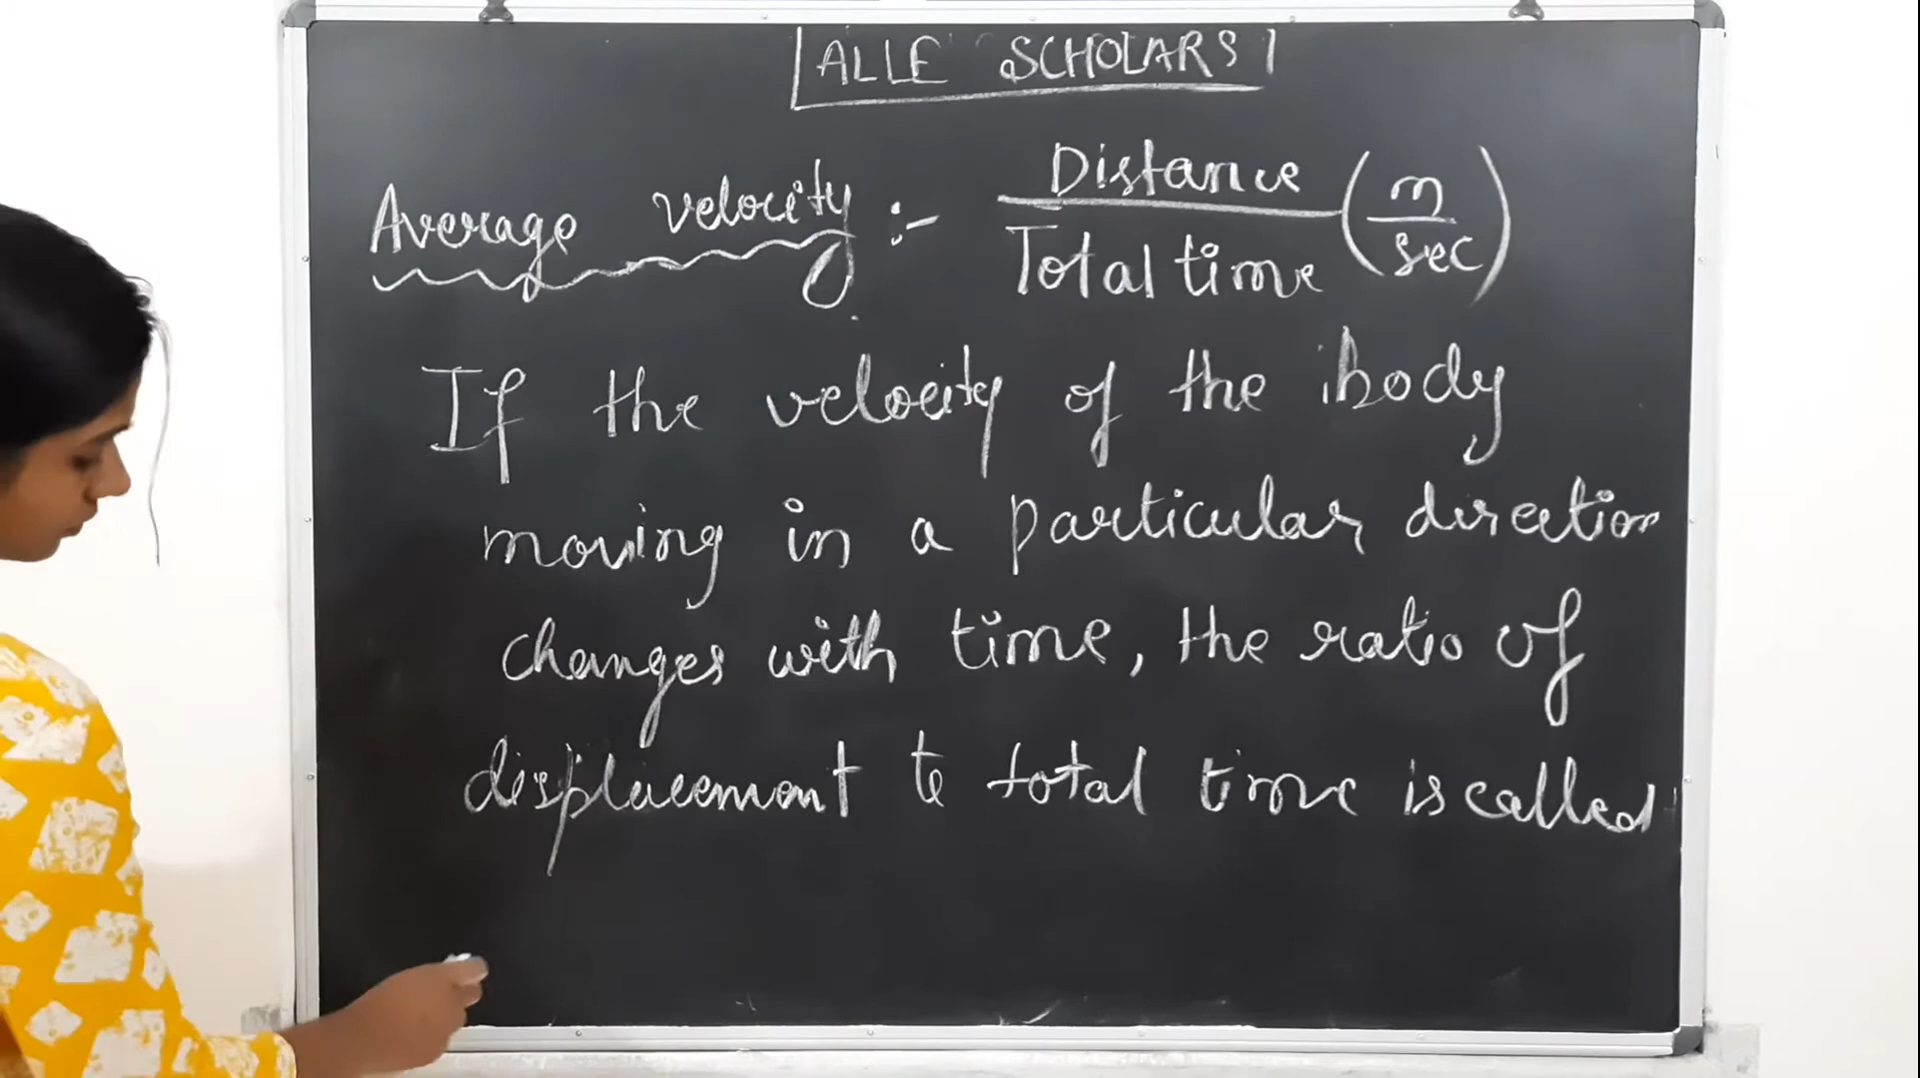 ALLE SCHOLARS
Average velocity :- Distance / Total time (m/sec)
If the velocity of the body
moving in a particular direction
changes with time, the ratio of
displacement to total time is called